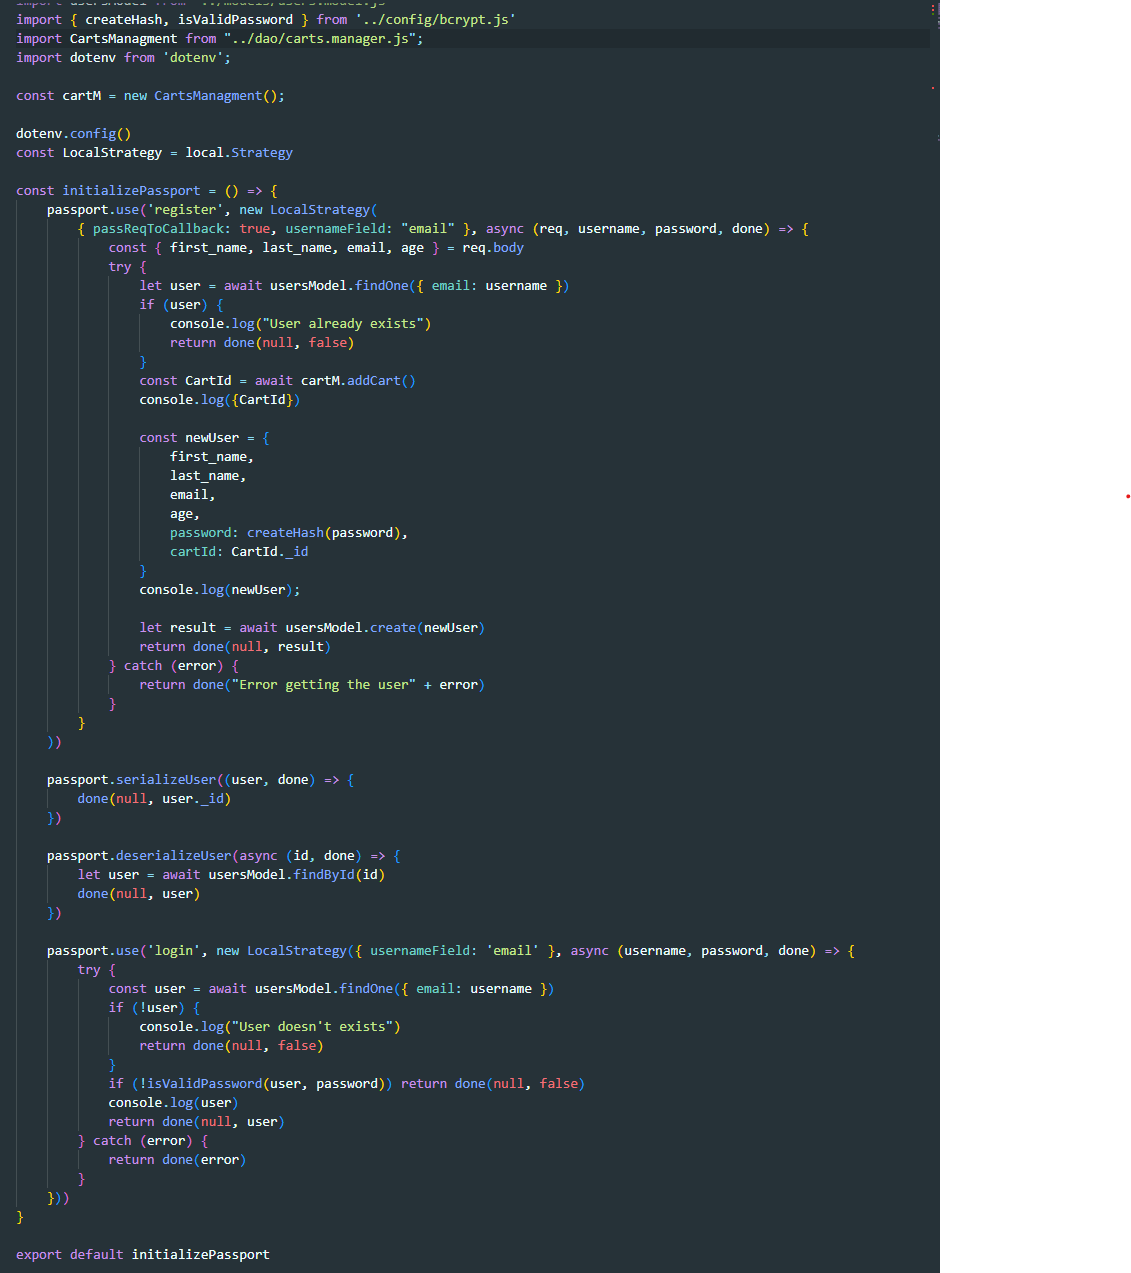 import { createHash, isValidPassword } from '../config/bcrypt.js'
import CartsManagment from "../dao/carts.manager.js";
import dotenv from 'dotenv';

const cartM = new CartsManagment();

dotenv.config()
const LocalStrategy = local.Strategy

const initializePassport = () => {
    passport.use('register', new LocalStrategy(
        { passReqToCallback: true, usernameField: "email" }, async (req, username, password, done) => {
            const { first_name, last_name, email, age } = req.body
            try {
                let user = await usersModel.findOne({ email: username })
                if (user) {
                    console.log("User already exists")
                    return done(null, false)
                }
                const CartId = await cartM.addCart()
                console.log({CartId})

                const newUser = {
                    first_name,
                    last_name,
                    email,
                    age,
                    password: createHash(password),
                    cartId: CartId._id
                }
                console.log(newUser);

                let result = await usersModel.create(newUser)
                return done(null, result)
            } catch (error) {
                return done("Error getting the user" + error)
            }
        }
    ))

    passport.serializeUser((user, done) => {
        done(null, user._id)
    })

    passport.deserializeUser(async (id, done) => {
        let user = await usersModel.findById(id)
        done(null, user)
    })

    passport.use('login', new LocalStrategy({ usernameField: 'email' }, async (username, password, done) => {
        try {
            const user = await usersModel.findOne({ email: username })
            if (!user) {
                console.log("User doesn't exists")
                return done(null, false)
            }
            if (!isValidPassword(user, password)) return done(null, false)
            console.log(user)
            return done(null, user)
        } catch (error) {
            return done(error)
        }
    }))
}

export default initializePassport